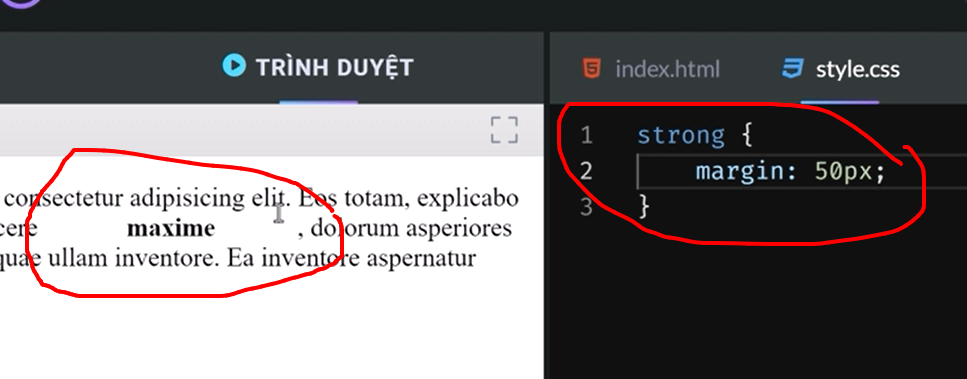 TRÌNH DUYỆT
consectetur adipisicing elit. Eos totam, explicabo
cere maxime , dolorum asperiores
quae ullam inventore. Ea inventore aspernatur
index.html style.css
1 strong {
2 margin: 50px;
3 }